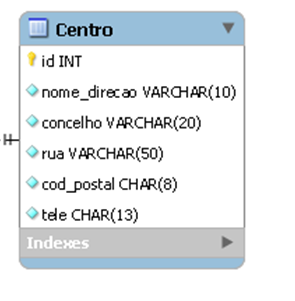 Centro
id INT
nome_direcao VARCHAR(10)
concelho VARCHAR(20)
rua VARCHAR(50)
cod_postal CHAR(8)
tele CHAR(13)
Indexes